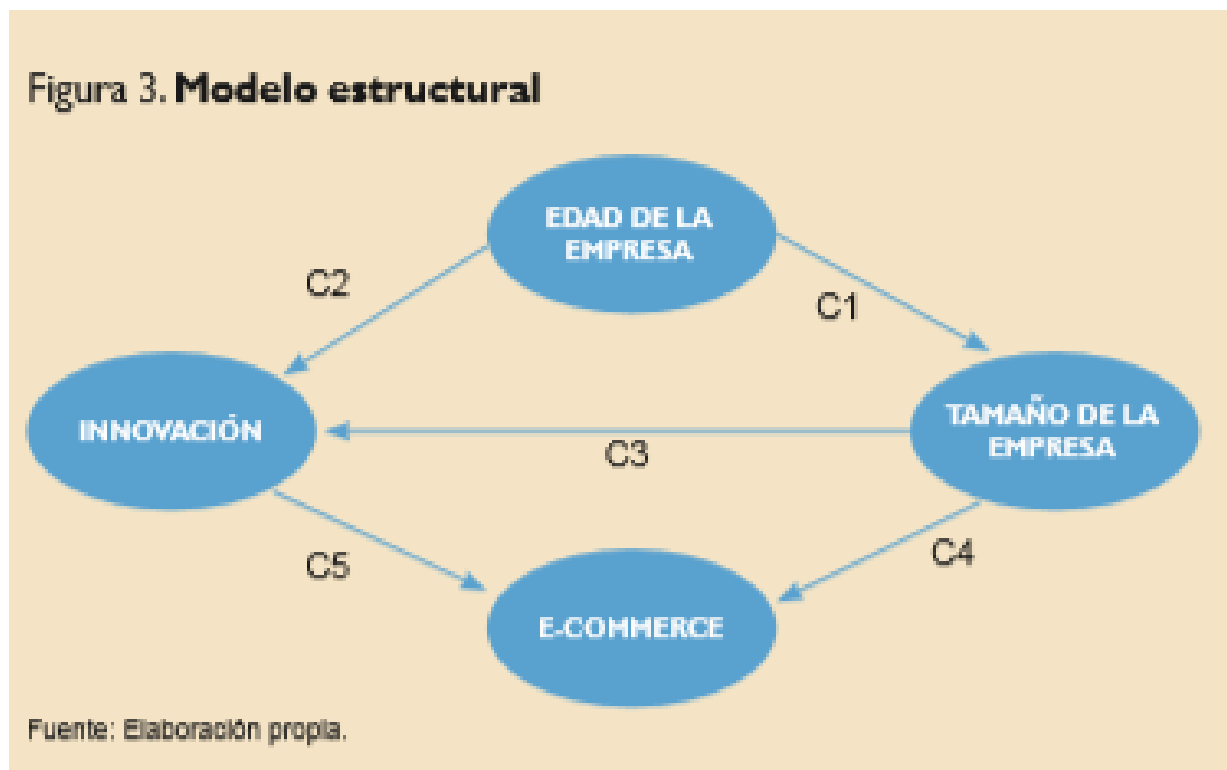 Figura 3. Modelo estructural
EDAD DE LA
EMPRESA
C2
C1
INNOVACIÓN
TAMAÑO DE LA
EMPRESA
C3
C5
C4
E-COMMERCE
Fuente: Elaboración propia.